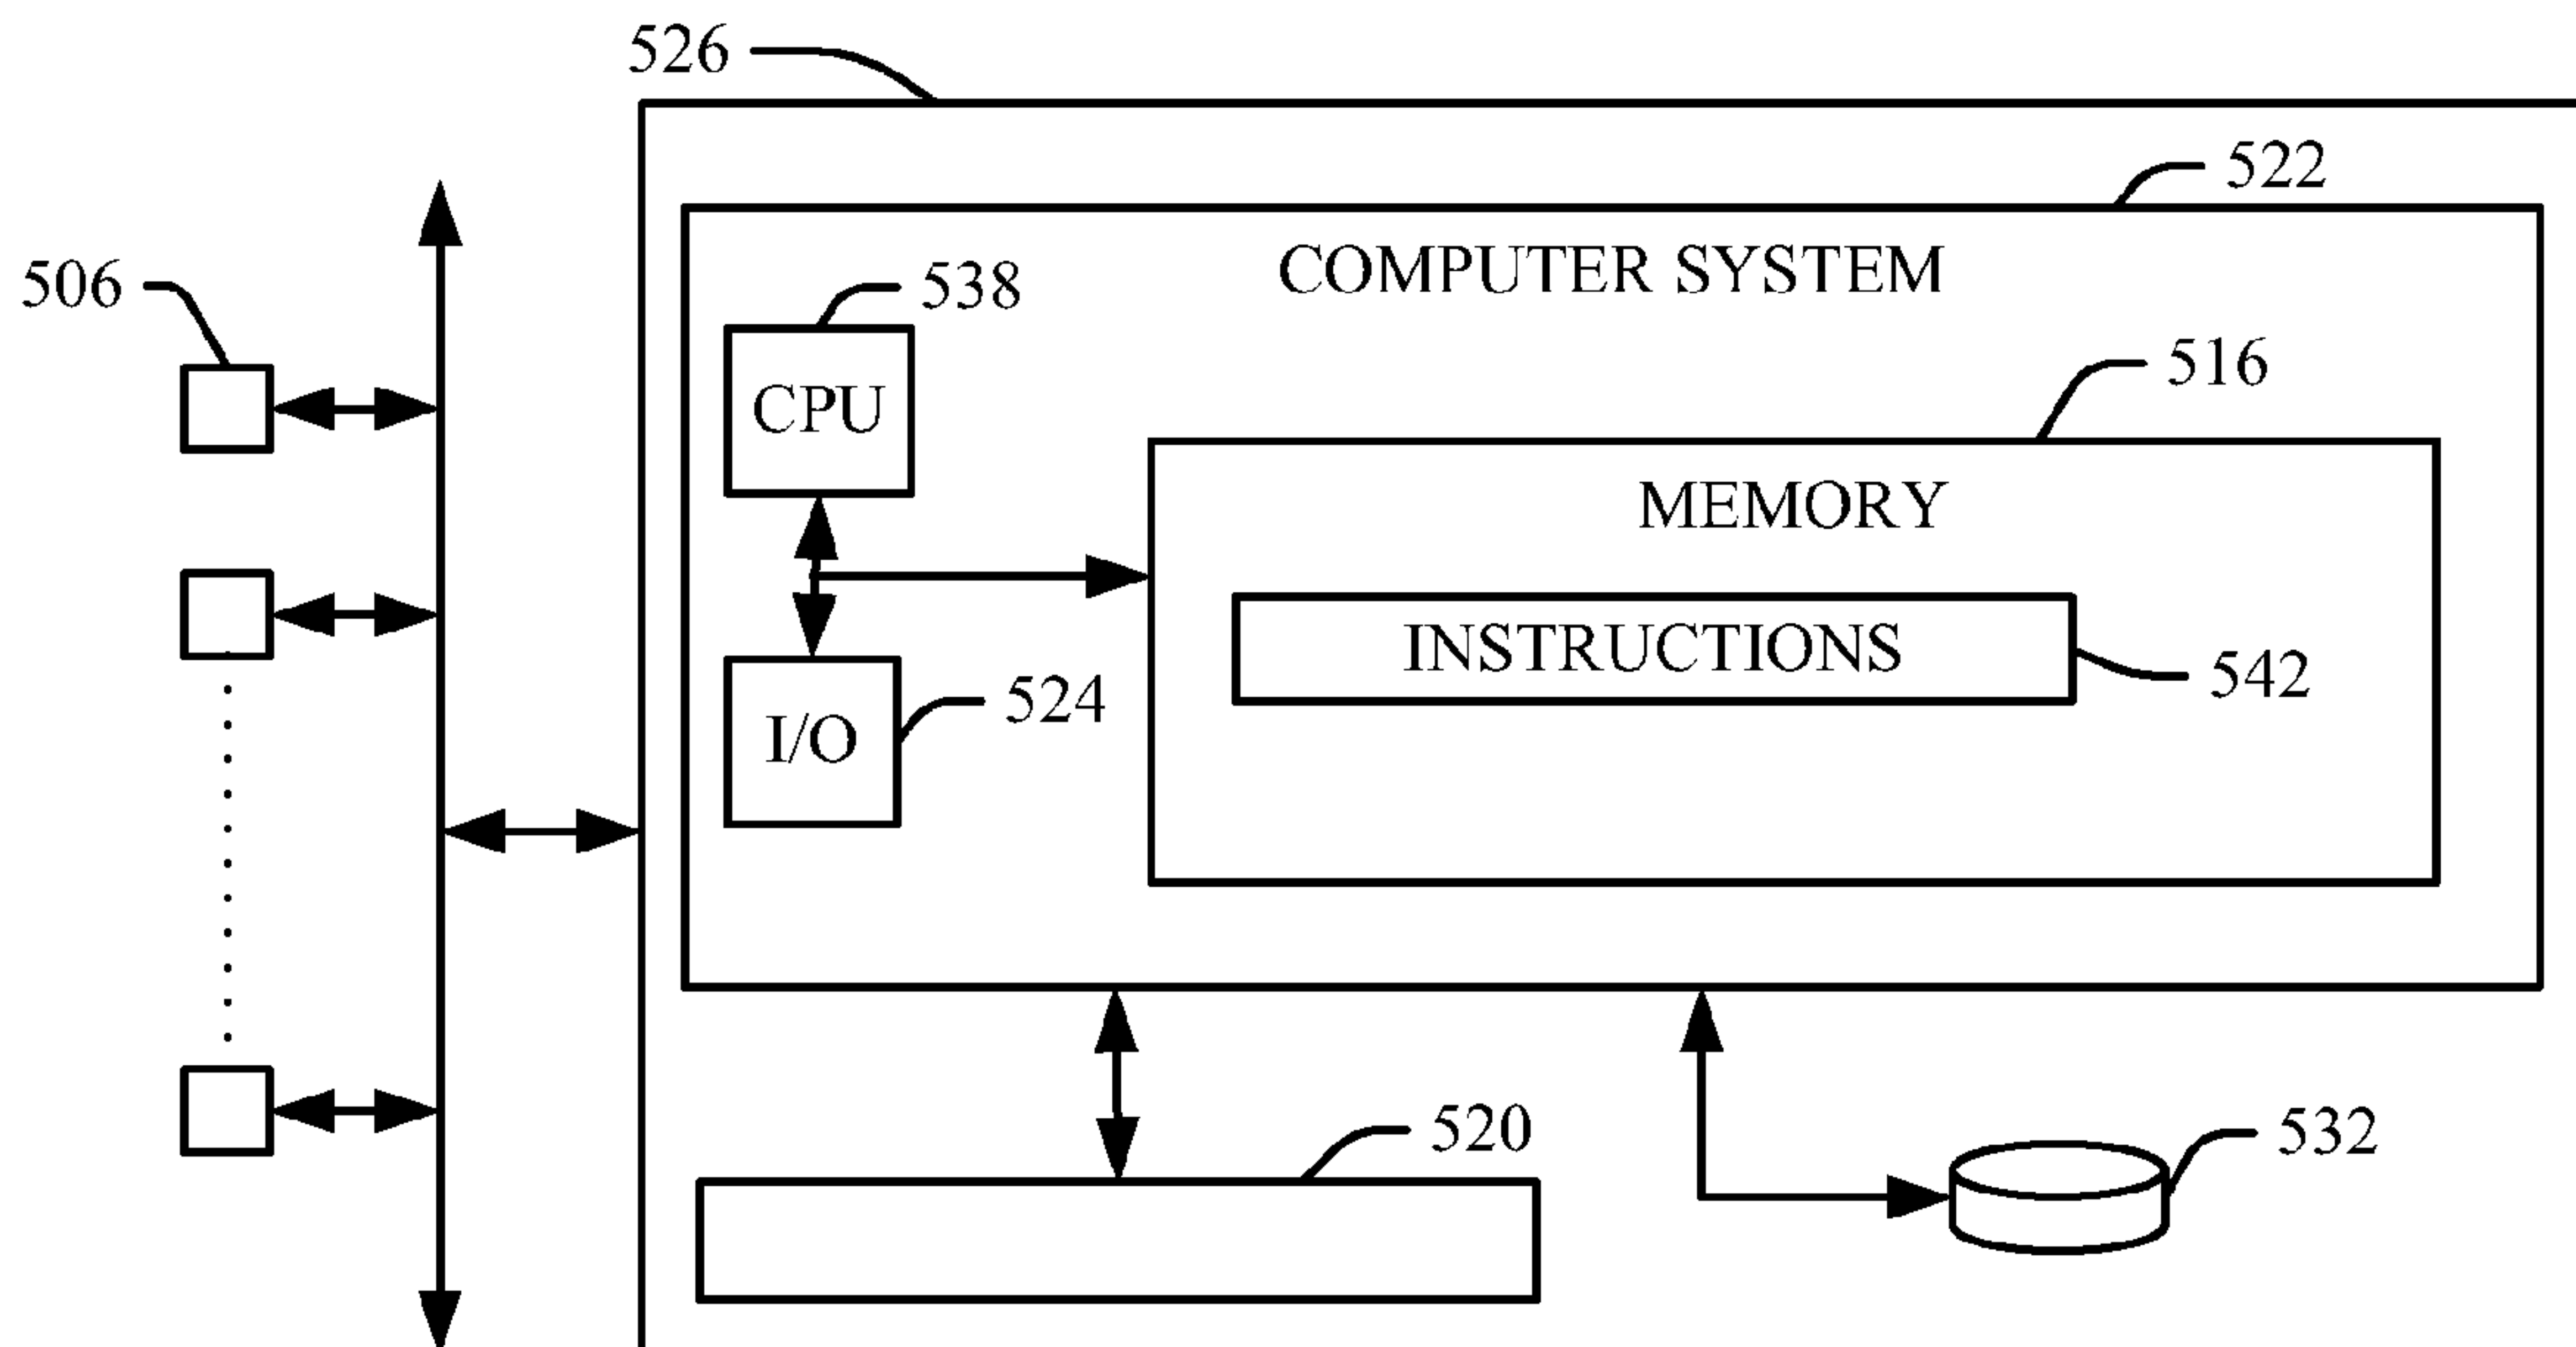 526
522
COMPUTER SYSTEM
506
538
516
CPU
MEMORY
INSTRUCTIONS
542
524
I/O
520
532